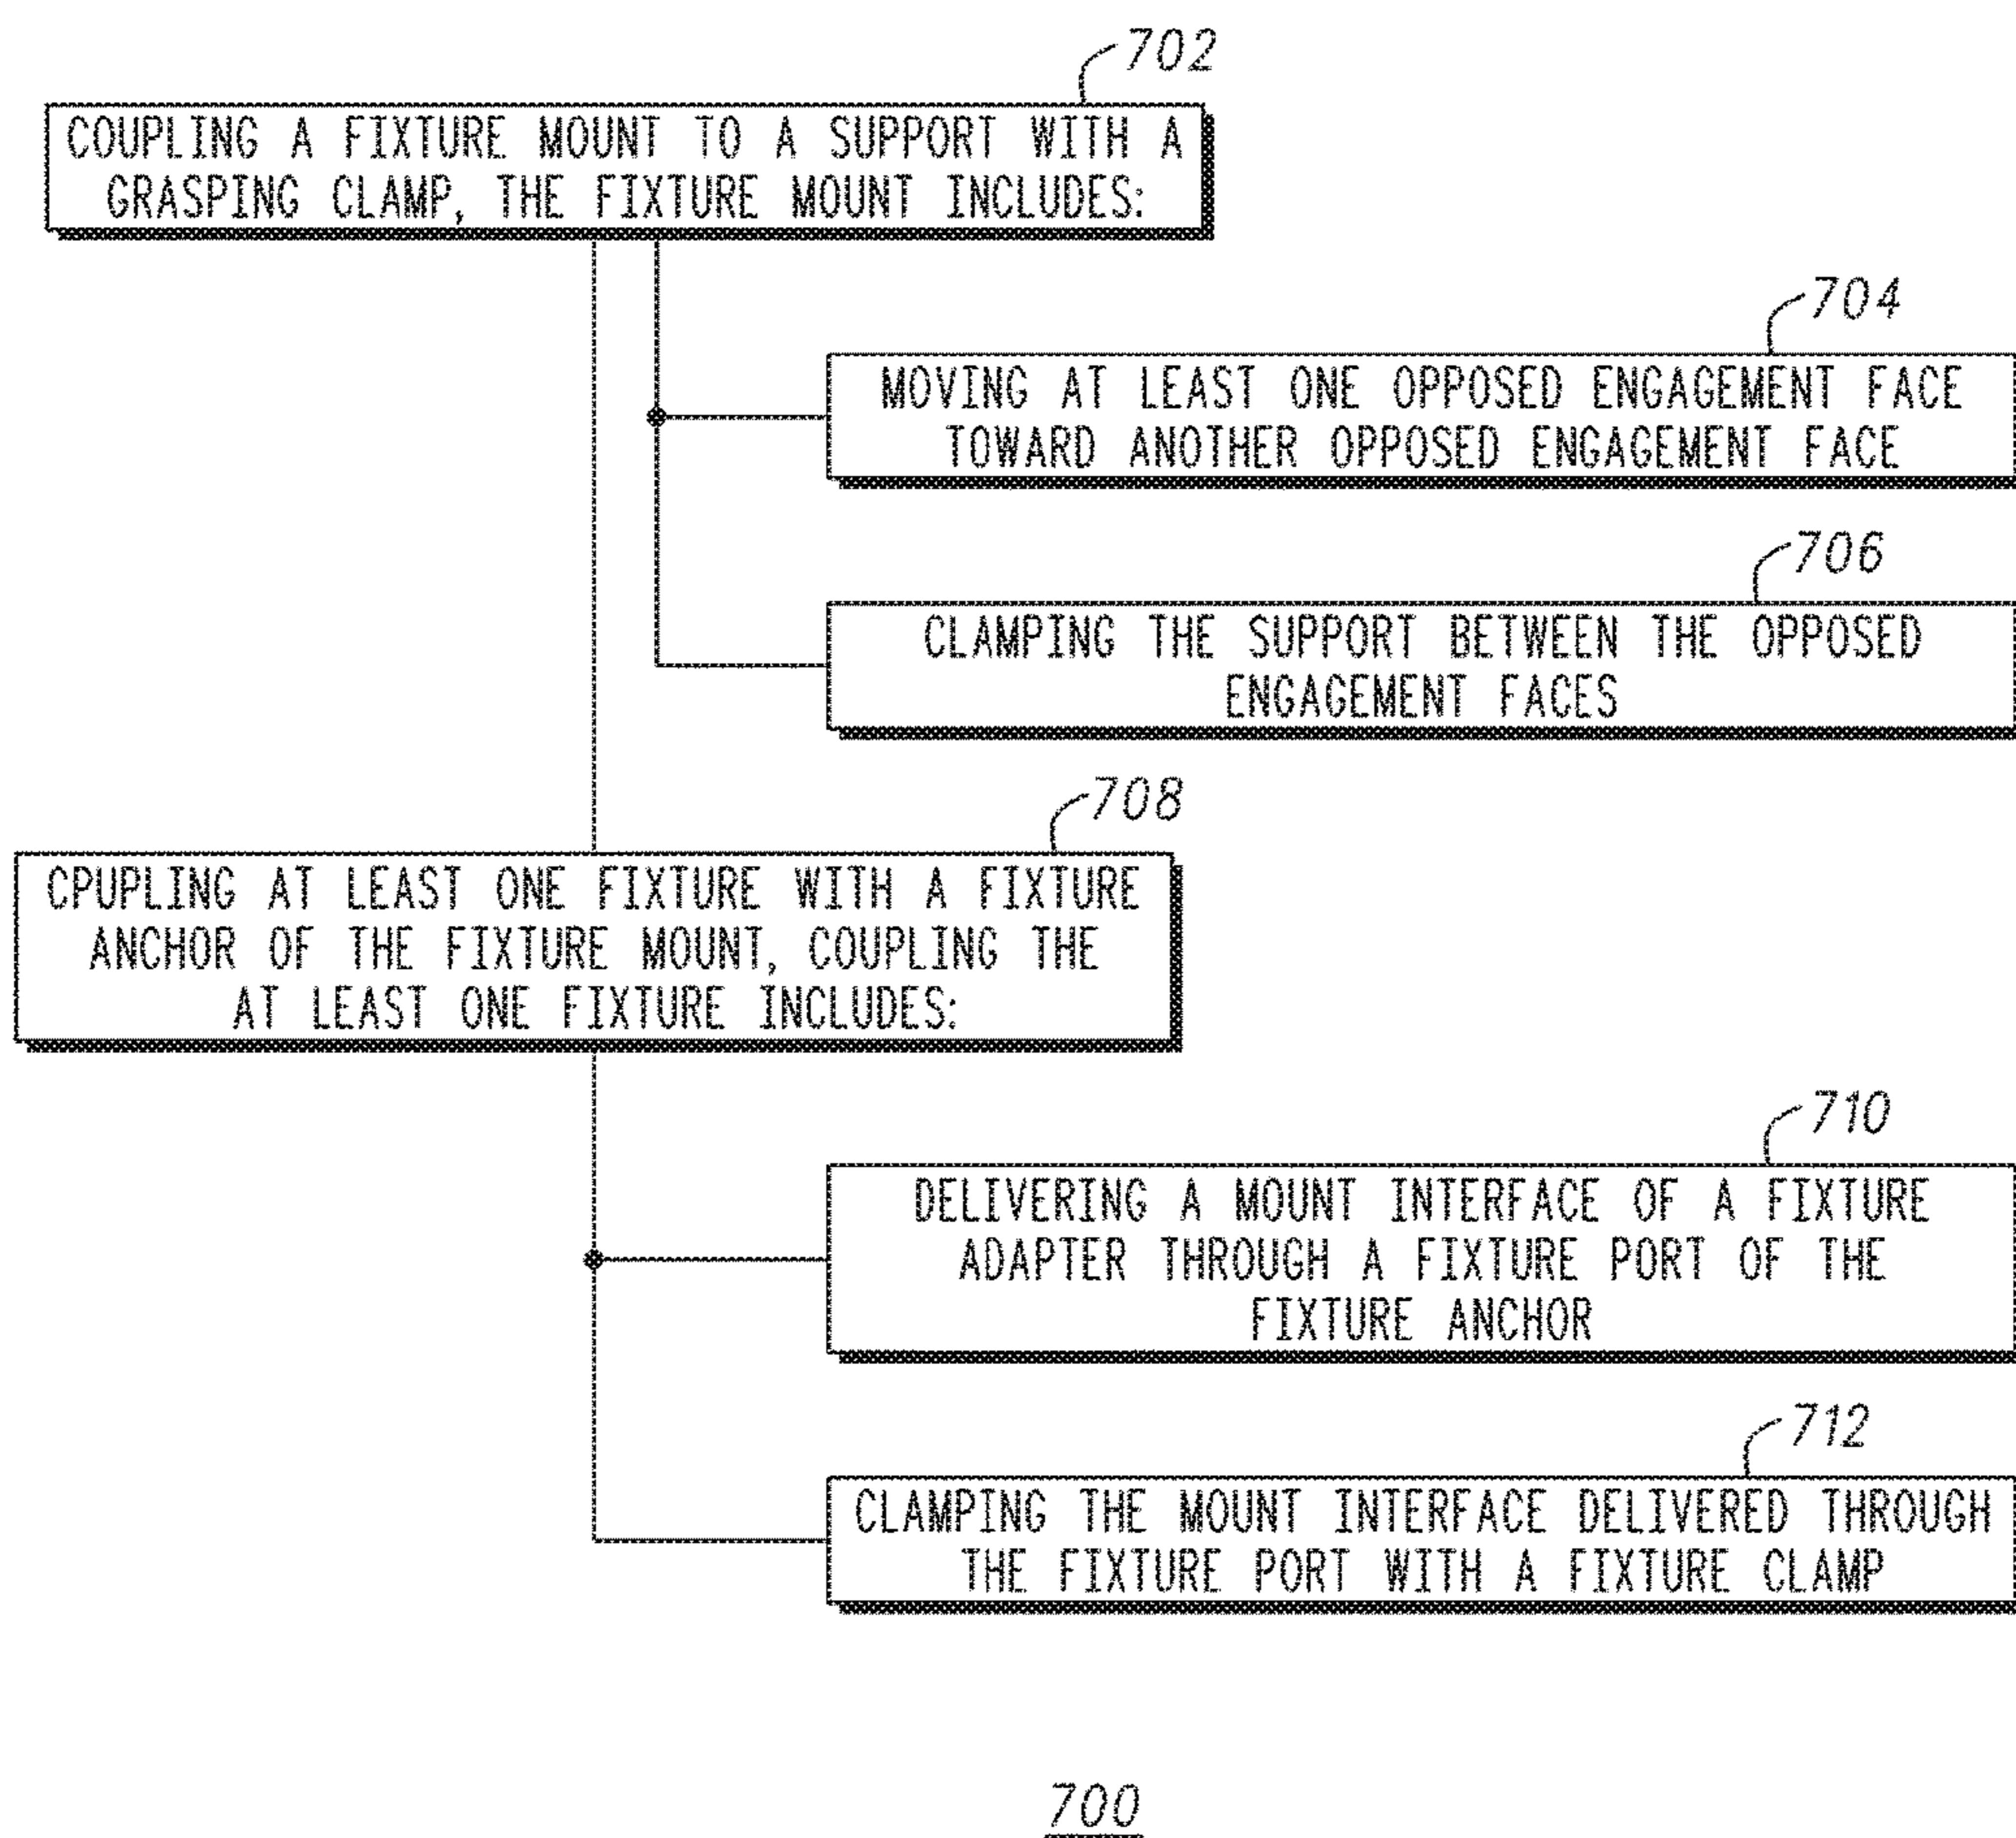 702
COUPLING A FIXTURE MOUNT TO A SUPPORT WITH A
GRASPING CLAMP, THE FIXTURE MOUNT INCLUDES:
704
MOVING AT LEAST ONE OPPOSED ENGAGEMENT FACE
TOWARD ANOTHER OPPOSED ENGAGEMENT FACE
706
CLAMPING THE SUPPORT BETWEEN THE OPPOSED
ENGAGEMENT FACES
708
CPUPLING AT LEAST ONE FIXTURE WITH A FIXTURE
ANCHOR OF THE FIXTURE MOUNT, COUPLING THE
AT LEAST ONE FIXTURE INCLUDES:
710
DELIVERING A MOUNT INTERFACE OF A FIXTURE
ADAPTER THROUGH A FIXTURE PORT OF THE
FIXTURE ANCHOR
712
CLAMPING THE MOUNT INTERFACE DELIVERED THROUGH
THE FIXTURE PORT WITH A FIXTURE CLAMP
700